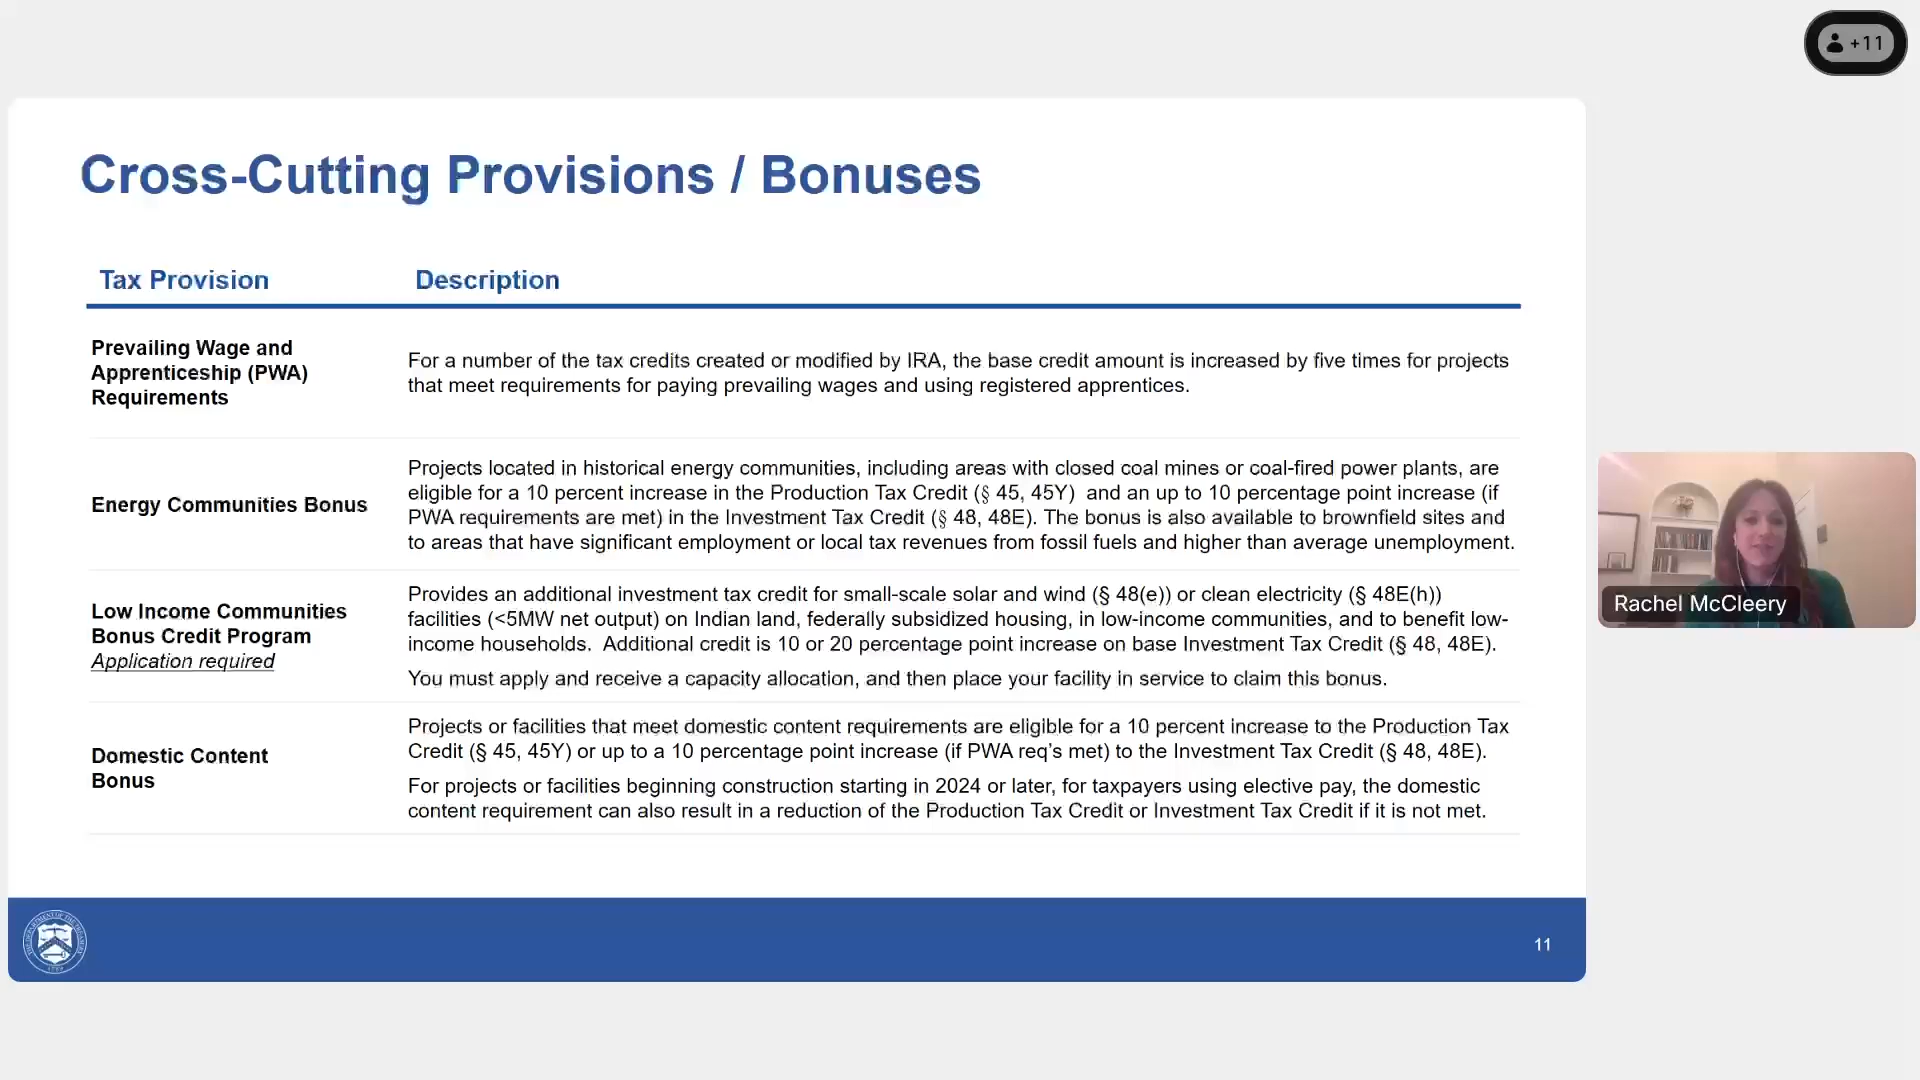 +11
Cross-Cutting Provisions / Bonuses
Tax Provision
Description
Prevailing Wage and
Apprenticeship (PWA)
Requirements
For a number of the tax credits created or modified by IRA, the base credit amount is increased by five times for projects
that meet requirements for paying prevailing wages and using registered apprentices.
Energy Communities Bonus
Projects located in historical energy communities, including areas with closed coal mines or coal-fired power plants, are
eligible for a 10 percent increase in the Production Tax Credit (§ 45, 45Y)  and an up to 10 percentage point increase (if
PWA requirements are met) in the Investment Tax Credit (§ 48, 48E). The bonus is also available to brownfield sites and
to areas that have significant employment or local tax revenues from fossil fuels and higher than average unemployment.
Low Income Communities
Bonus Credit Program
Application required
Provides an additional investment tax credit for small-scale solar and wind (§ 48(e)) or clean electricity (§ 48E(h))
facilities (<5MW net output) on Indian land, federally subsidized housing, in low-income communities, and to benefit low-
income households.  Additional credit is 10 or 20 percentage point increase on base Investment Tax Credit (§ 48, 48E).
You must apply and receive a capacity allocation, and then place your facility in service to claim this bonus.
Domestic Content
Bonus
Projects or facilities that meet domestic content requirements are eligible for a 10 percent increase to the Production Tax
Credit (§ 45, 45Y) or up to a 10 percentage point increase (if PWA req's met) to the Investment Tax Credit (§ 48, 48E).
For projects or facilities beginning construction starting in 2024 or later, for taxpayers using elective pay, the domestic
content requirement can also result in a reduction of the Production Tax Credit or Investment Tax Credit if it is not met.
11
Rachel McCleery